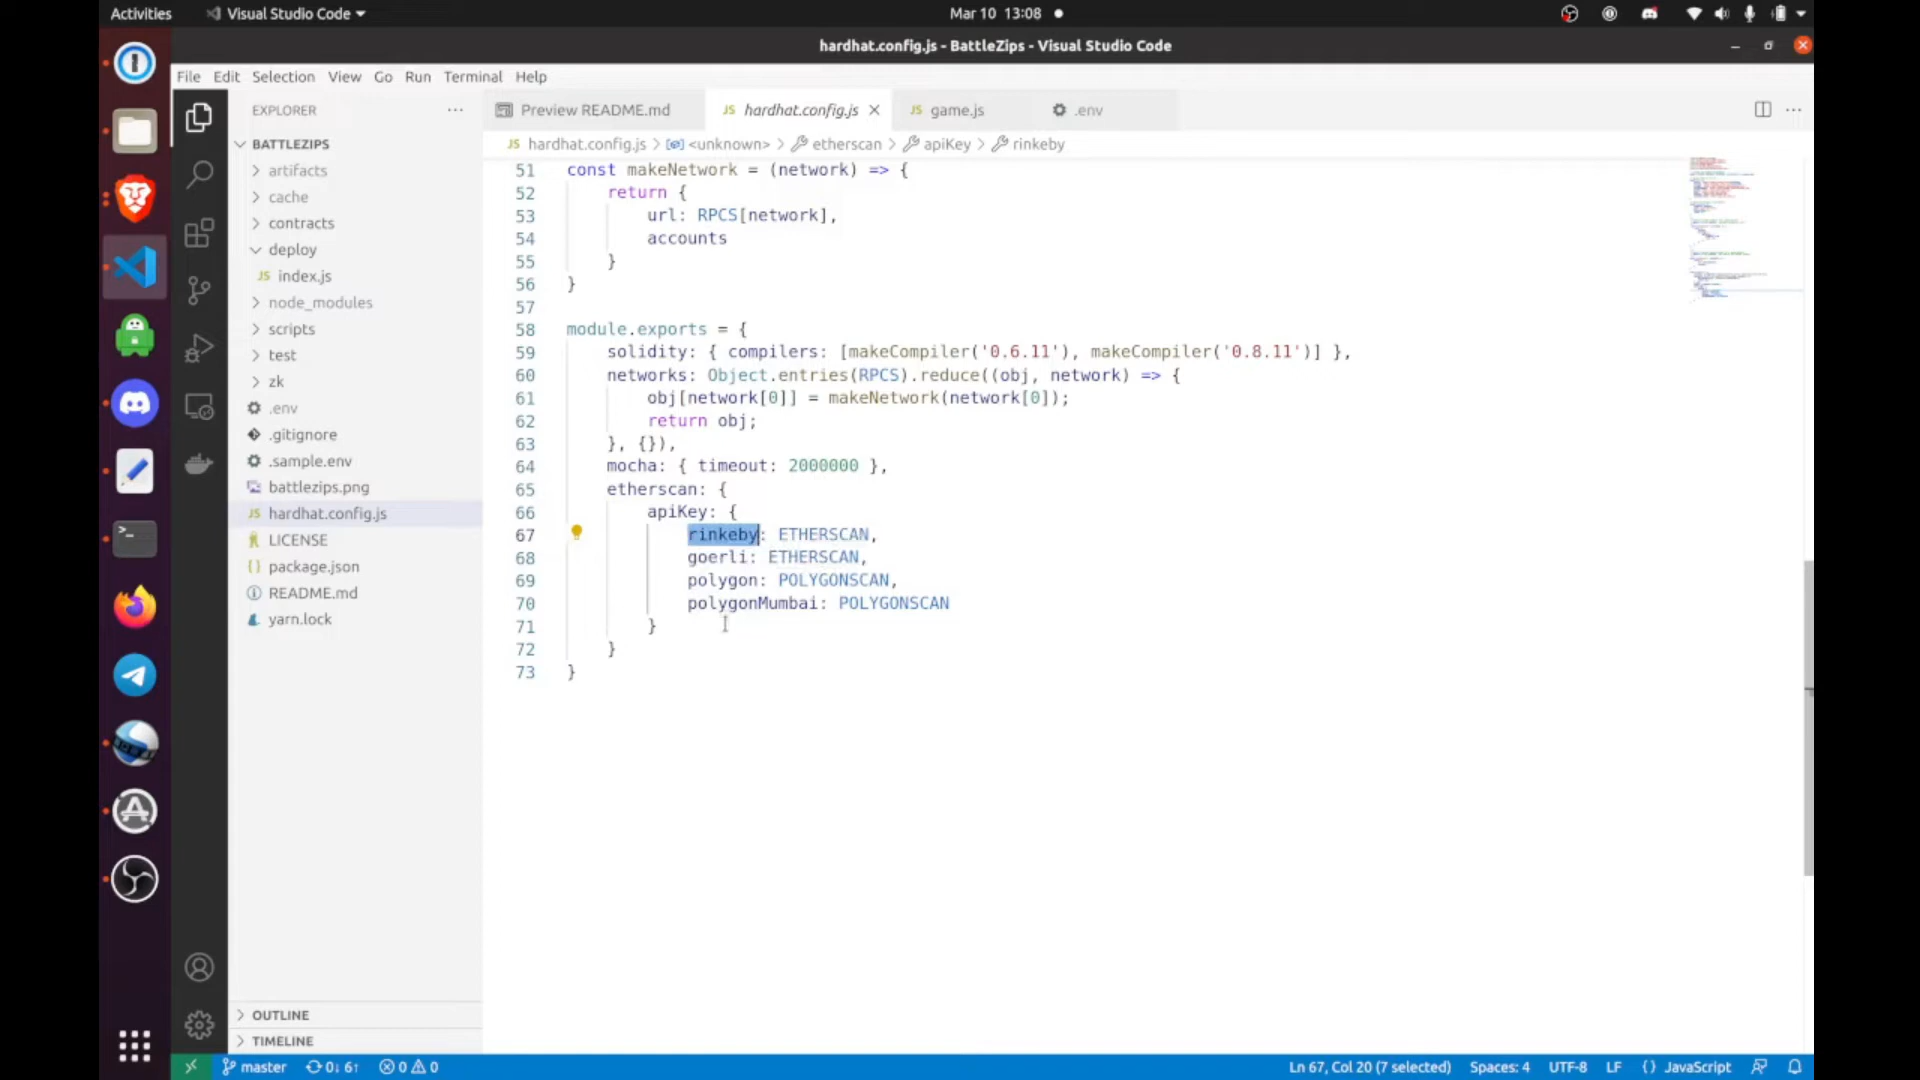 Activities
Visual Studio Code
Mar 10 13:08
hardhat.config.js - BattleZips - Visual Studio Code
File Edit Selection View Go Run Terminal Help
EXPLORER
Preview README.md
JS hardhat.config.js
JS game.js
.env
BATTLEZIPS
JS hardhat.config.js > <unknown> > etherscan > apiKey > rinkeby
artifacts
cache
contracts
deploy
JS index.js
node_modules
scripts
test
zk
.env
.gitignore
.sample.env
battlezips.png
JS hardhat.config.js
LICENSE
{} package.json
README.md
yarn.lock
OUTLINE
TIMELINE
51 const makeNetwork = (network) => {
52 return {
53 url: RPCS[network],
54 accounts
55 }
56 }
57
58 module.exports = {
59 solidity: { compilers: [makeCompiler('0.6.11'), makeCompiler('0.8.11')] },
60 networks: Object.entries(RPCS).reduce((obj, network) => {
61 obj[network[0]] = makeNetwork(network[0]);
62 return obj;
63 }, {}),
64 mocha: { timeout: 2000000 },
65 etherscan: {
66 apiKey: {
67 rinkeby: ETHERSCAN,
68 goerli: ETHERSCAN,
69 polygon: POLYGONSCAN,
70 polygonMumbai: POLYGONSCAN
71 }
72 }
73 }
master 0↓ 6↑ 0 0
Ln 67, Col 20 (7 selected) Spaces: 4 UTF-8 LF {} JavaScript